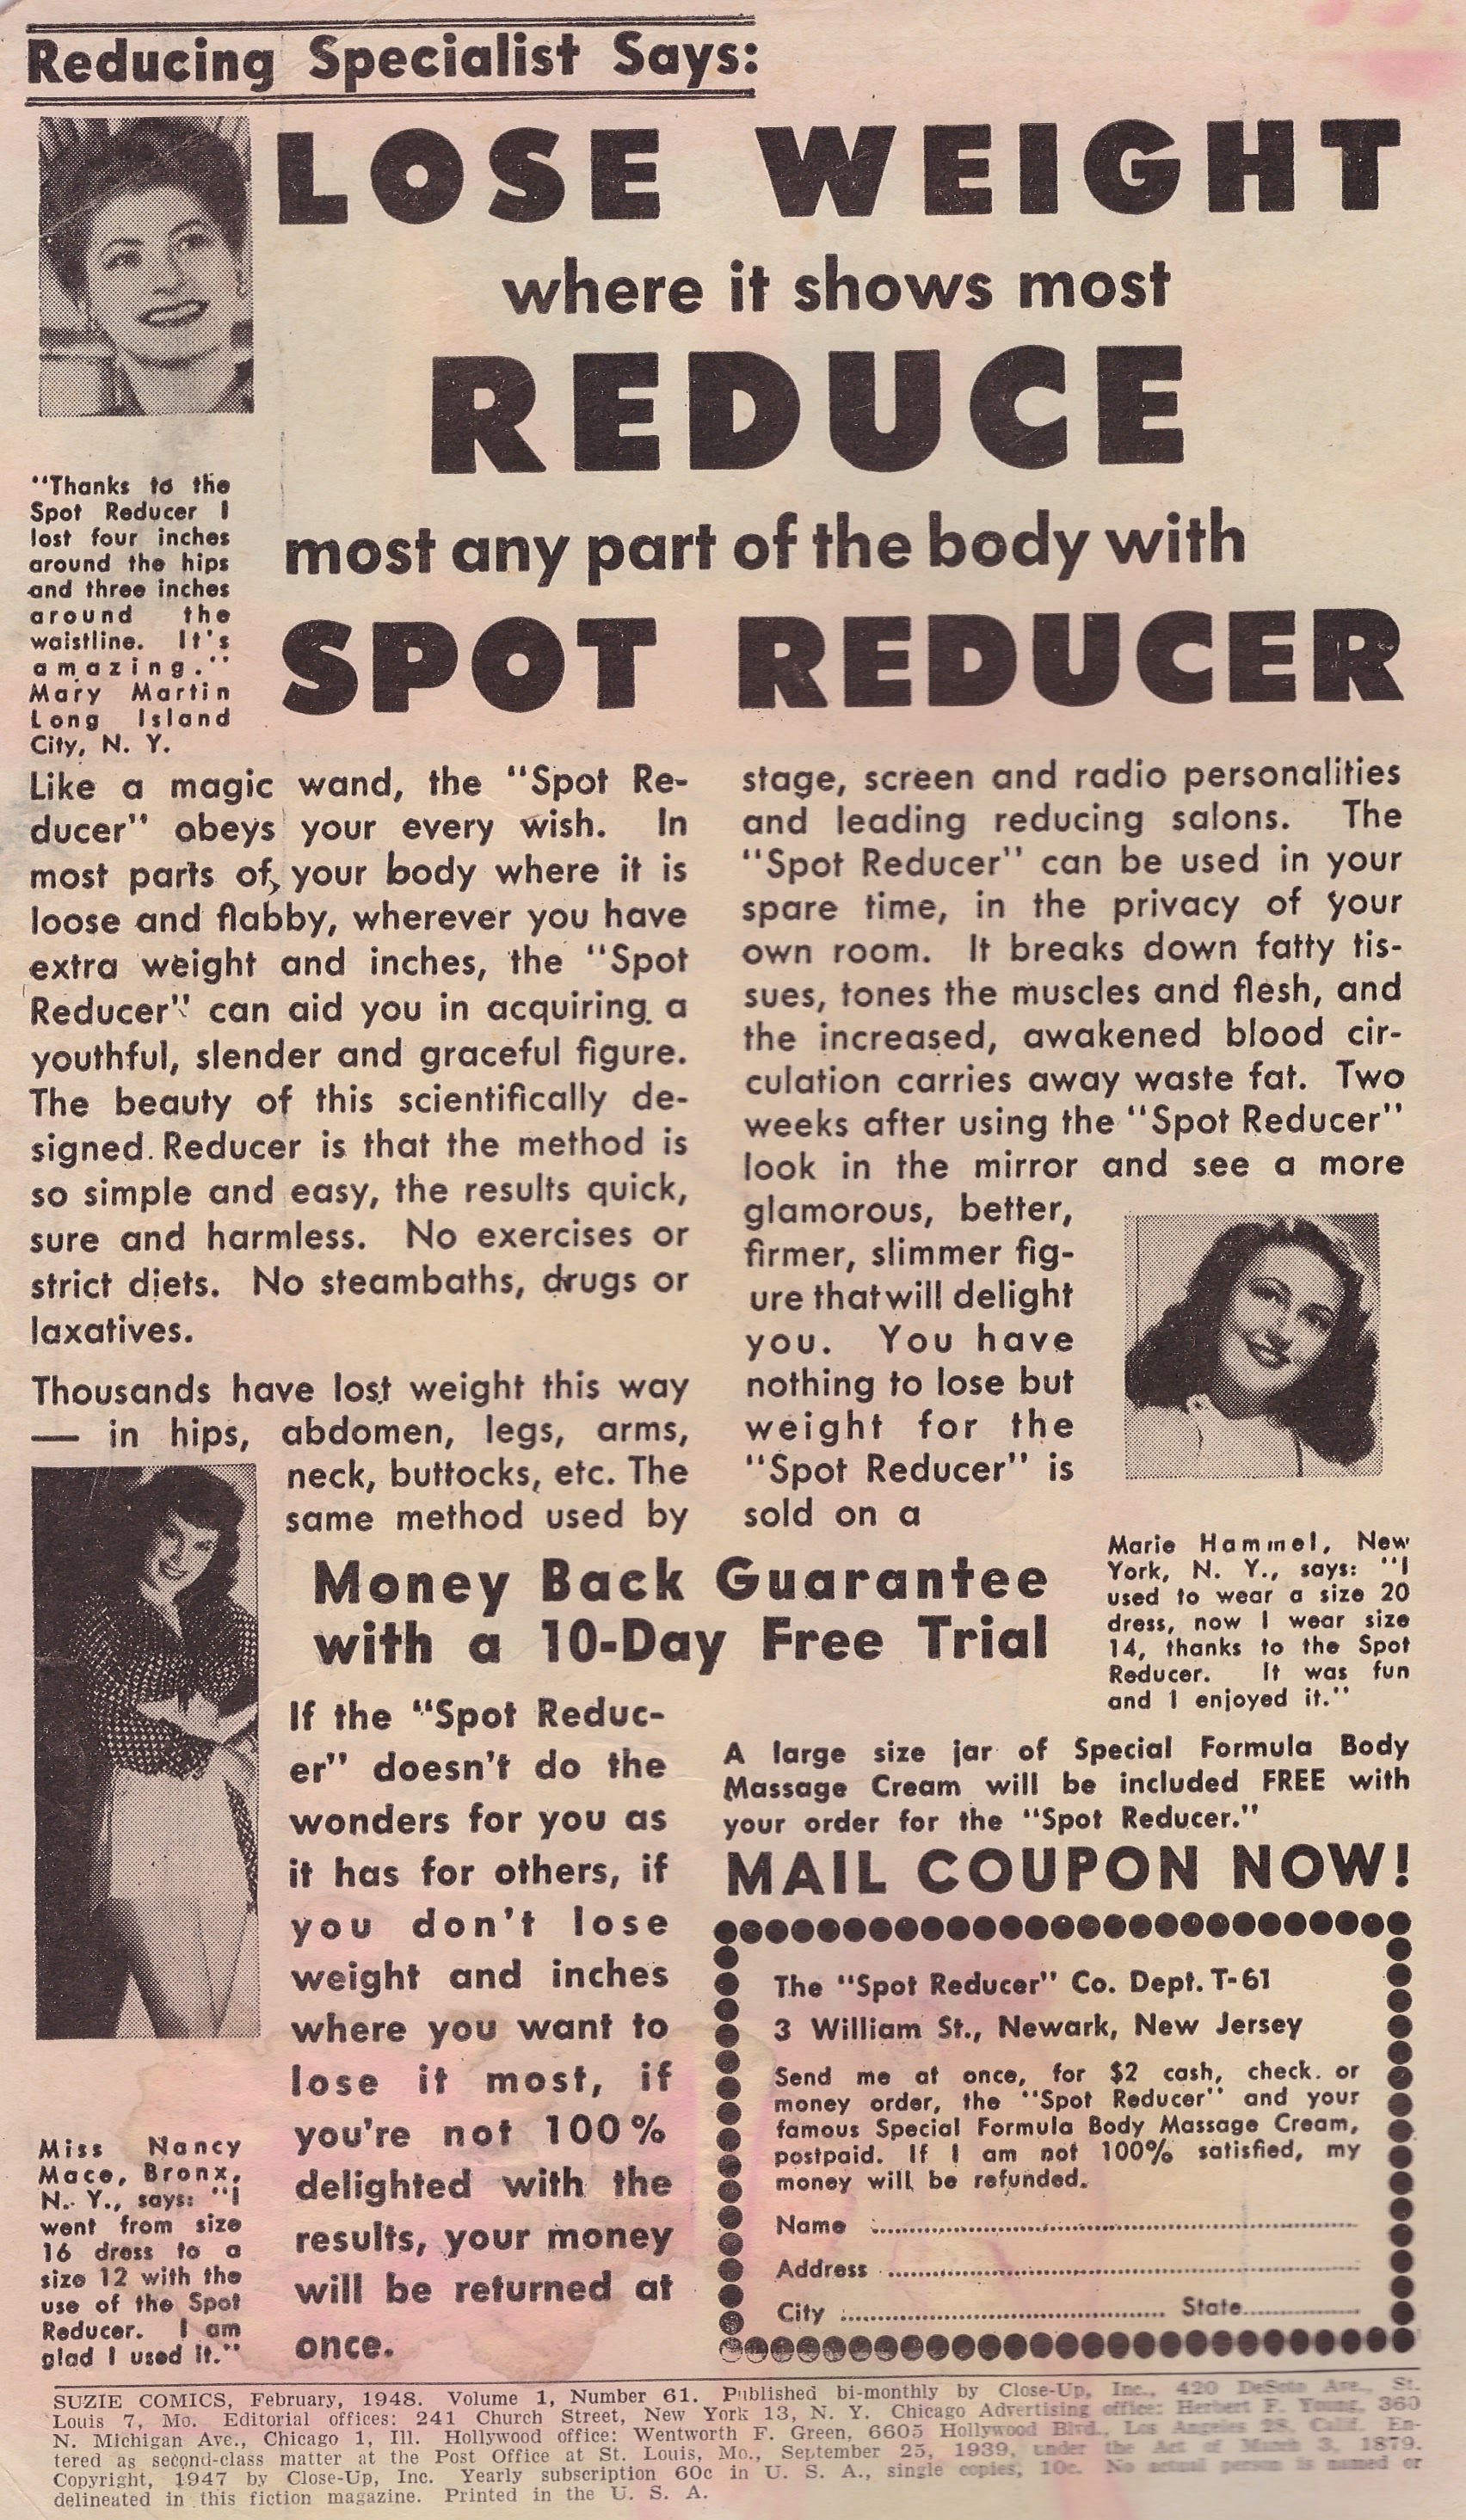 Reducing Specialist Says:
LOSE WEIGHT
where it shows most
REDUCE
most any part of the body with
SPOT REDUCER
"Thanks to the
Spot Reducer I
lost four inches
around the hips
and three inches
around the
waistline. It's
amazing."
Mary Martin
Long Island
City, N. Y.
Like a magic wand, the "Spot Re-
ducer" obeys your every wish. In
most parts of your body where it is
loose and flabby, wherever you have
extra weight and inches, the "Spot
Reducer" can aid you in acquiring a
youthful, slender and graceful figure.
The beauty of this scientifically de-
signed Reducer is that the method is
so simple and easy, the results quick,
sure and harmless. No exercises or
strict diets. No steambaths, drugs or
laxatives.
Thousands have lost weight this way
— in hips, abdomen, legs, arms,
neck, buttocks, etc. The
same method used by
stage, screen and radio personalities
and leading reducing salons. The
"Spot Reducer" can be used in your
spare time, in the privacy of your
own room. It breaks down fatty tis-
sues, tones the muscles and flesh, and
the increased, awakened blood cir-
culation carries away waste fat. Two
weeks after using the "Spot Reducer"
look in the mirror and see a more
glamorous, better,
firmer, slimmer fig-
ure that will delight
you. You have
nothing to lose but
weight for the
"Spot Reducer" is
sold on a
Money Back Guarantee
with a 10-Day Free Trial
Marie Hammel, New
York, N. Y., says: "I
used to wear a size 20
dress, now I wear size
14, thanks to the Spot
Reducer. It was fun
and I enjoyed it."
If the "Spot Reduc-
er" doesn't do the
wonders for you as
it has for others, if
you don't lose
weight and inches
where you want to
lose it most, if
you're not 100%
delighted with the
results, your money
will be returned at
once.
Miss Nancy
Mace, Bronx,
N. Y., says: "I
went from size
16 dress to a
size 12 with the
use of the Spot
Reducer. I am
glad I used it."
A large size jar of Special Formula Body
Massage Cream will be included FREE with
your order for the "Spot Reducer."
MAIL COUPON NOW!
The "Spot Reducer" Co. Dept. T-61
3 William St., Newark, New Jersey
Send me at once, for $2 cash, check or
money order, the "Spot Reducer" and your
famous Special Formula Body Massage Cream,
postpaid. If I am not 100% satisfied, my
money will be refunded.
Name
Address
City State
SUZIE COMICS, February, 1948. Volume 1, Number 61. Published bi-monthly by Close-Up, Inc., 420 DeSoto Ave., St.
Louis 7, Mo. Editorial offices: 241 Church Street, New York 13, N. Y. Chicago Advertising office: Herbert F. Young, 360
N. Michigan Ave., Chicago 1, Ill. Hollywood office: Wentworth F. Green, 6605 Hollywood Blvd., Los Angeles 28, Calif. En-
tered as second-class matter at the Post Office at St. Louis, Mo., September 25, 1939, under the Act of March 3, 1879.
Copyright, 1947 by Close-Up, Inc. Yearly subscription 60c in U. S. A., single copies, 10c. No actual person is named or
delineated in this fiction magazine. Printed in the U. S. A.